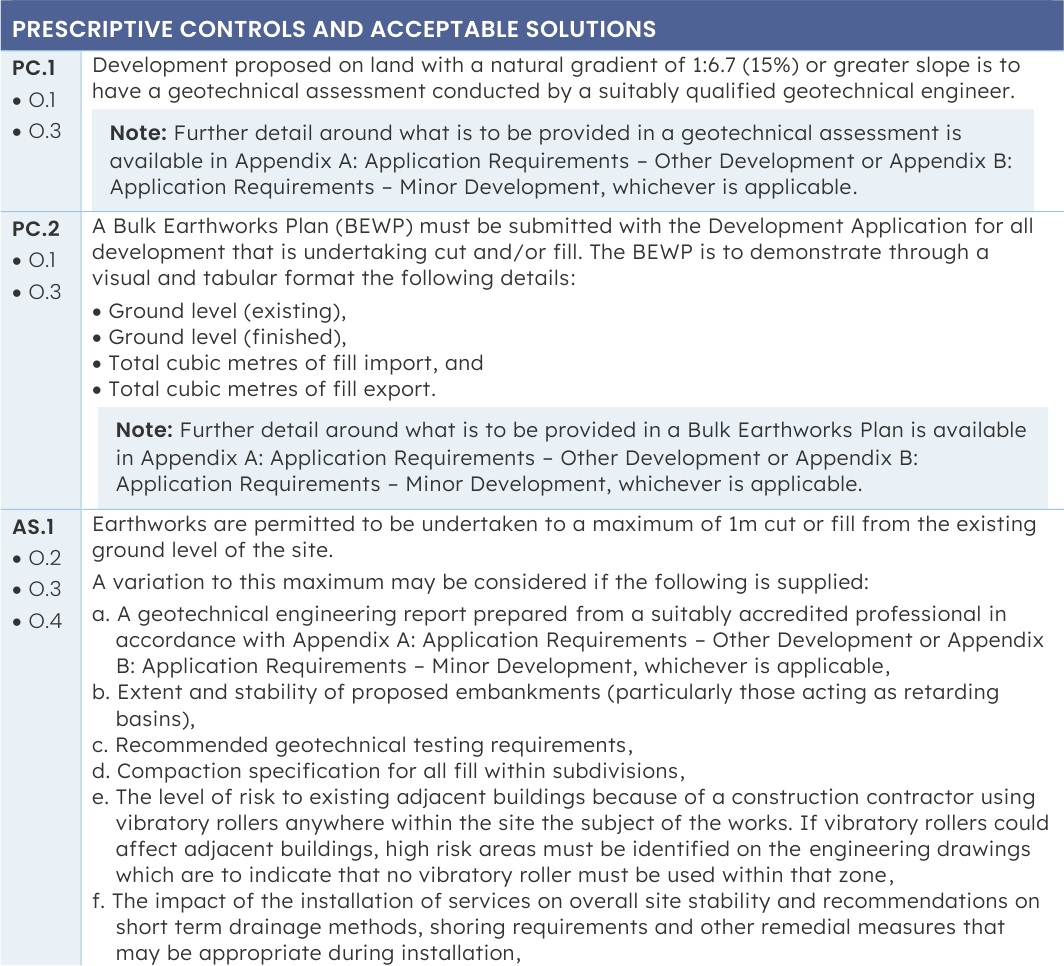 PRESCRIPTIVE CONTROLS AND ACCEPTABLE SOLUTIONS
PC.1
• O.1
• O.3
Development proposed on land with a natural gradient of 1:6.7 (15%) or greater slope is to
have a geotechnical assessment conducted by a suitably qualified geotechnical engineer.
Note: Further detail around what is to be provided in a geotechnical assessment is
available in Appendix A: Application Requirements – Other Development or Appendix B:
Application Requirements – Minor Development, whichever is applicable.
PC.2
• O.1
• O.3
A Bulk Earthworks Plan (BEWP) must be submitted with the Development Application for all
development that is undertaking cut and/or fill. The BEWP is to demonstrate through a
visual and tabular format the following details:
• Ground level (existing),
• Ground level (finished),
• Total cubic metres of fill import, and
• Total cubic metres of fill export.
Note: Further detail around what is to be provided in a Bulk Earthworks Plan is available
in Appendix A: Application Requirements – Other Development or Appendix B:
Application Requirements – Minor Development, whichever is applicable.
AS.1
• O.2
• O.3
• O.4
Earthworks are permitted to be undertaken to a maximum of 1m cut or fill from the existing
ground level of the site.
A variation to this maximum may be considered if the following is supplied:
a. A geotechnical engineering report prepared from a suitably accredited professional in
accordance with Appendix A: Application Requirements – Other Development or Appendix
B: Application Requirements – Minor Development, whichever is applicable,
b. Extent and stability of proposed embankments (particularly those acting as retarding
basins),
c. Recommended geotechnical testing requirements,
d. Compaction specification for all fill within subdivisions,
e. The level of risk to existing adjacent buildings because of a construction contractor using
vibratory rollers anywhere within the site the subject of the works. If vibratory rollers could
affect adjacent buildings, high risk areas must be identified on the engineering drawings
which are to indicate that no vibratory roller must be used within that zone,
f. The impact of the installation of services on overall site stability and recommendations on
short term drainage methods, shoring requirements and other remedial measures that
may be appropriate during installation,